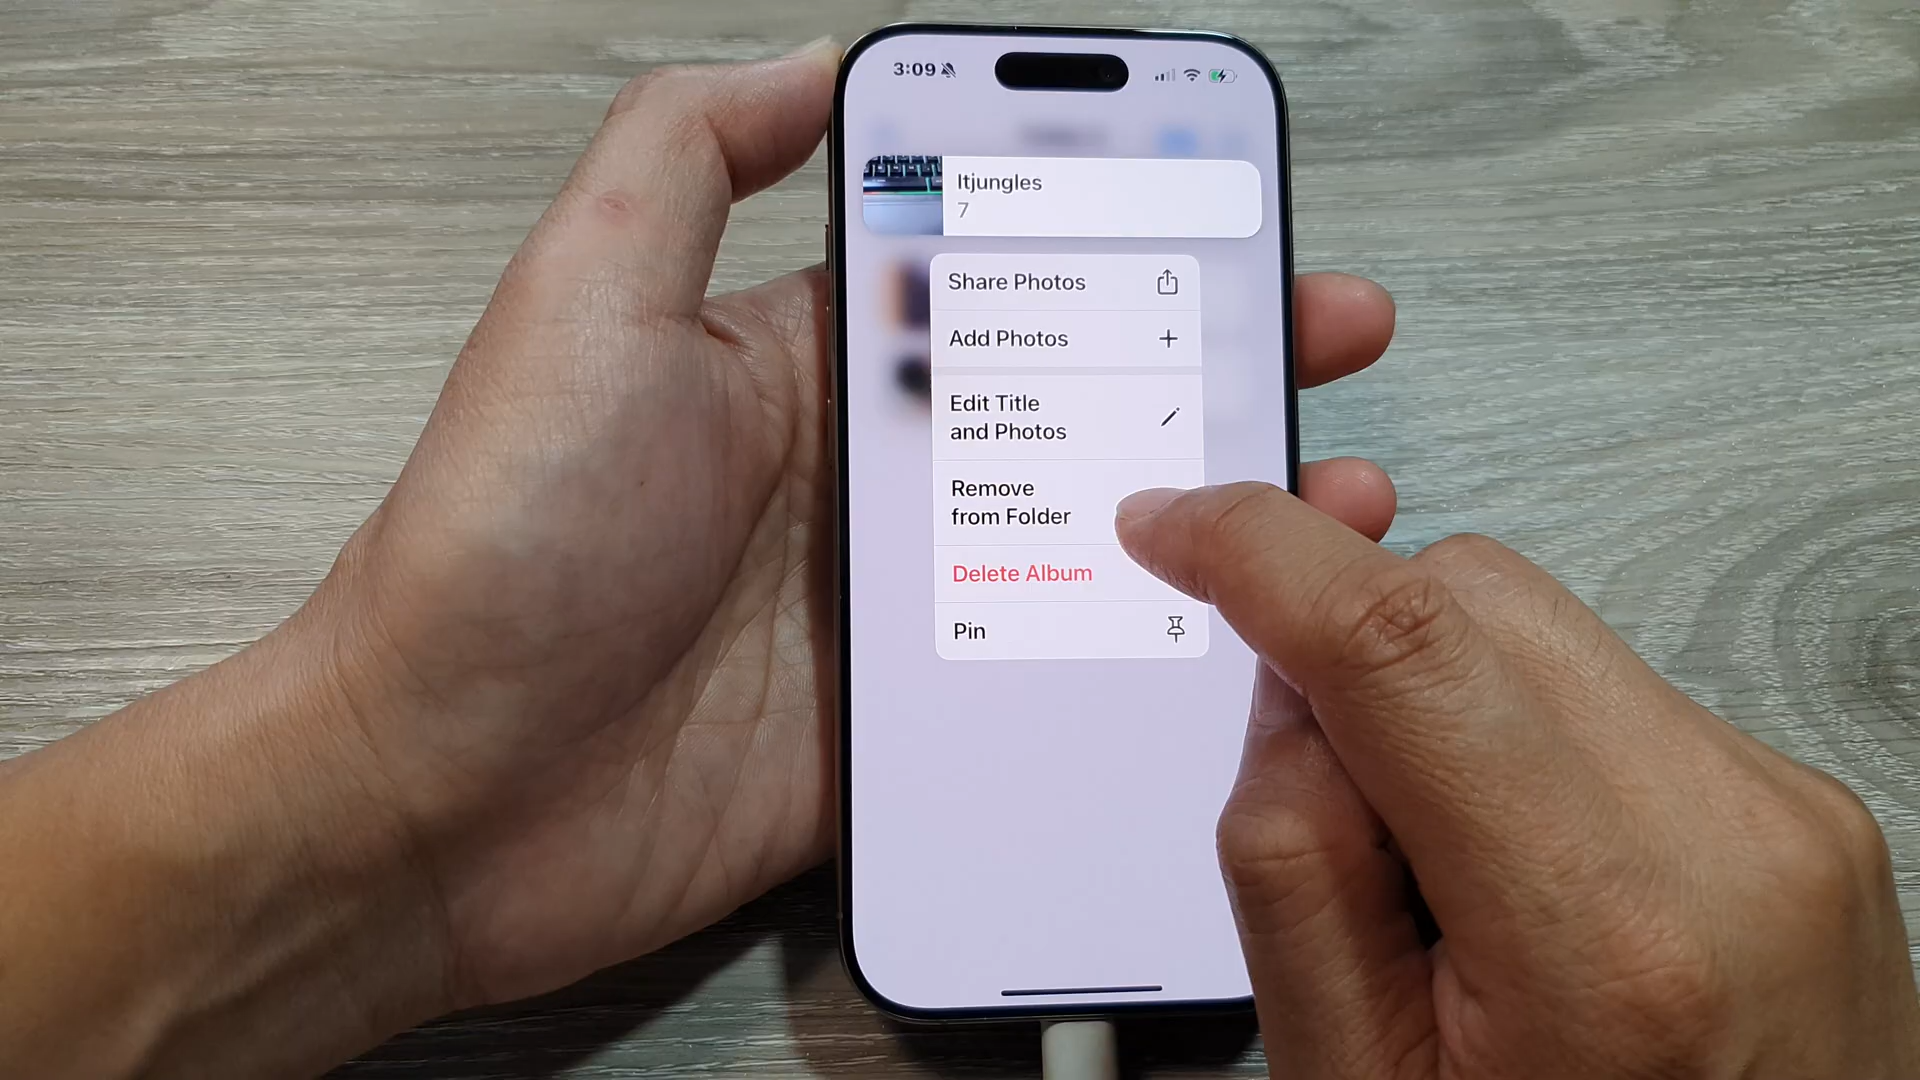 3:09
Itjungles
7
Share Photos
Add Photos
Edit Title
and Photos
Remove
from Folder
Delete Album
Pin